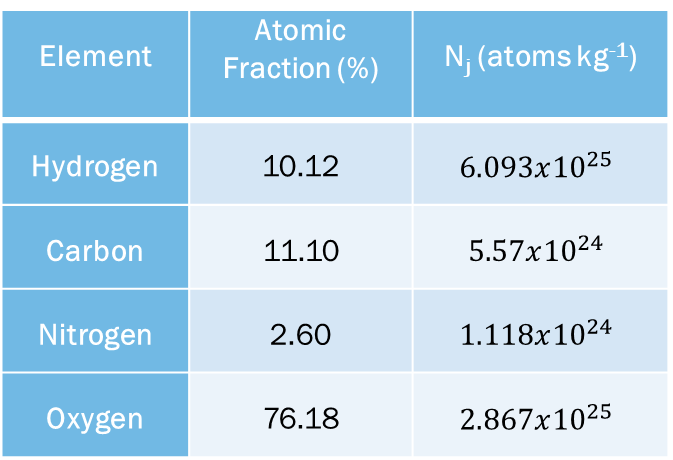 Element Atomic Fraction (%) Nj (atoms kg-1)
Hydrogen 10.12 6.093x10^25
Carbon 11.10 5.57x10^24
Nitrogen 2.60 1.118x10^24
Oxygen 76.18 2.867x10^25